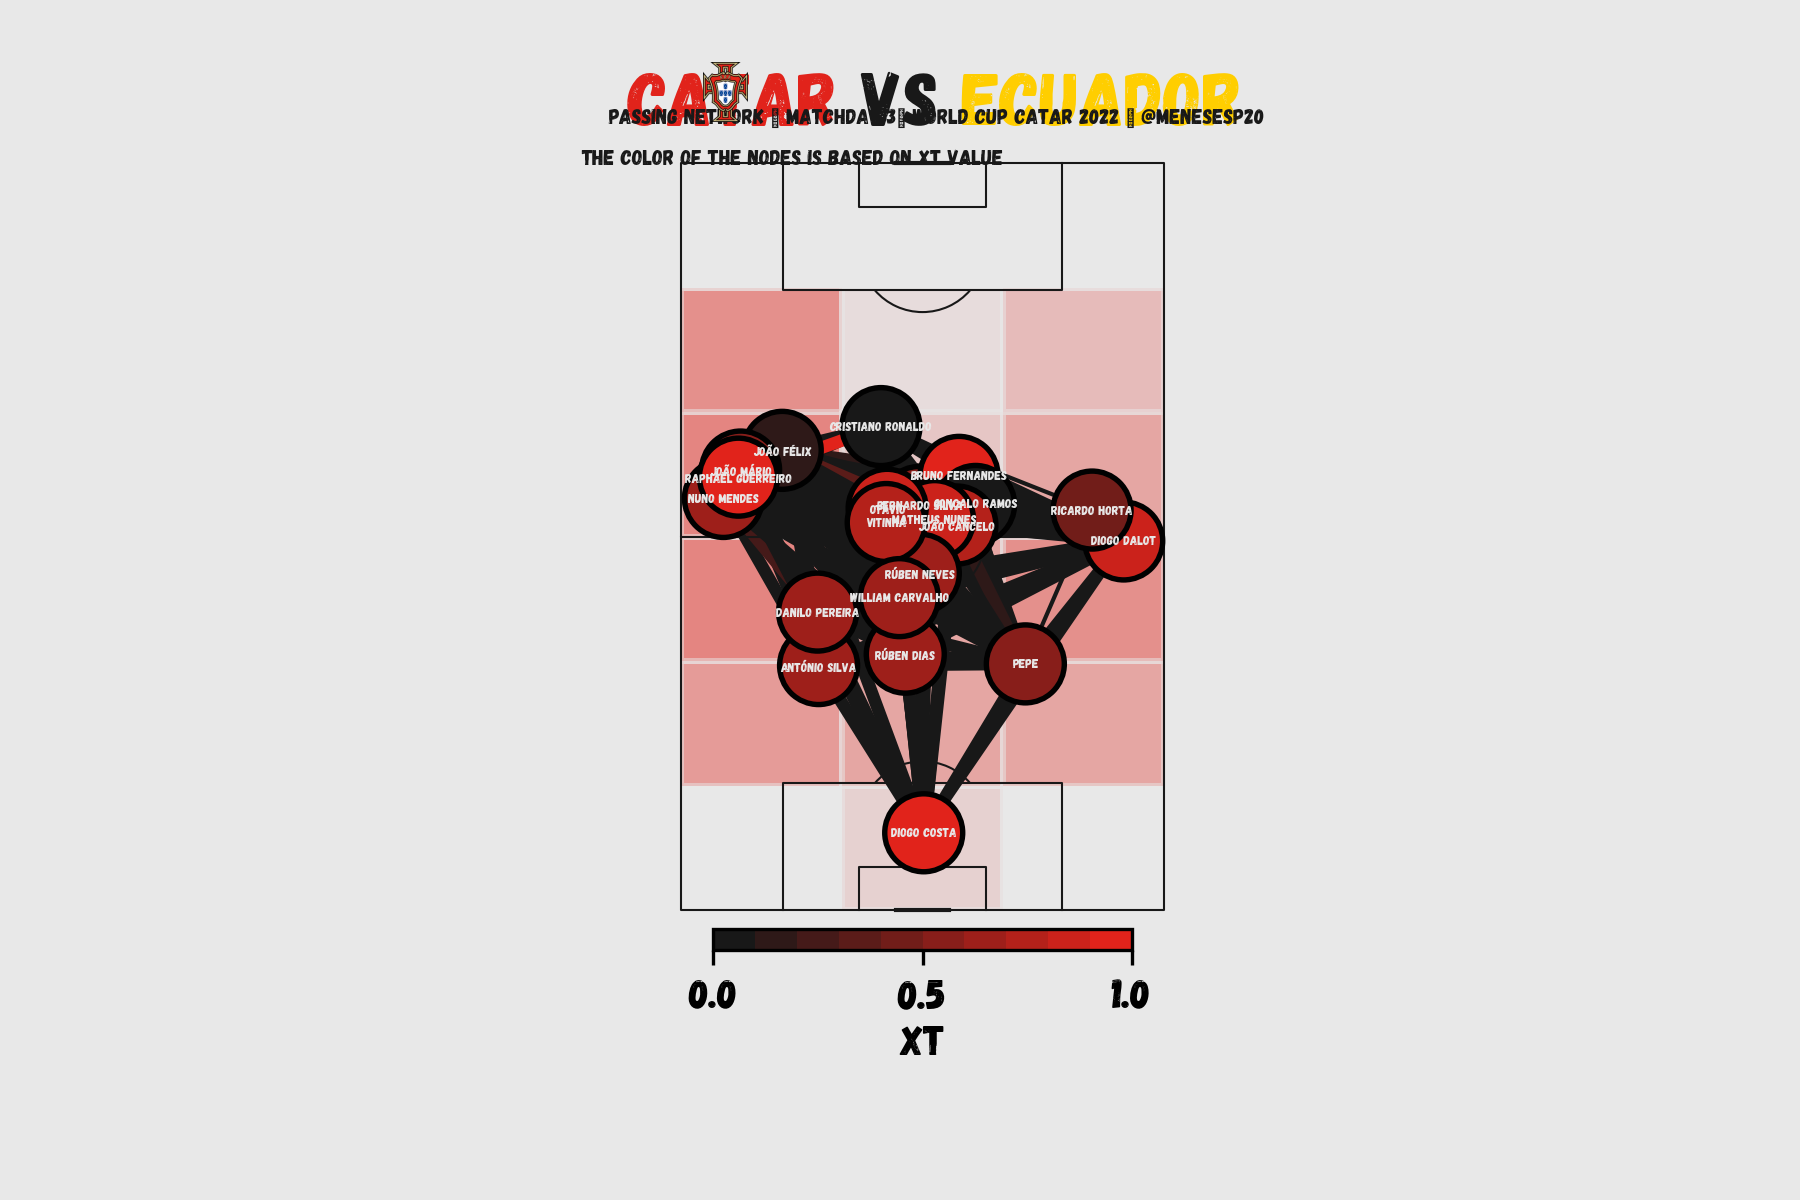 CATAR VS ECUADOR
PASSING NETWORK | MATCHDAY 3 | WORLD CUP CATAR 2022 | @MENESESP20
THE COLOR OF THE NODES IS BASED ON XT VALUE
CRISTIANO RONALDO
JOÃO FÉLIX
JOÃO MÁRIO
BRUNO FERNANDES
RAPHAËL GUERREIRO
NUNO MENDES
GONÇALO RAMOS
BERNARDO SILVA
OTÁVIO
RICARDO HORTA
MATHEUS NUNES
VITINHA
JOÃO CANCELO
DIOGO DALOT
RÚBEN NEVES
WILLIAM CARVALHO
DANILO PEREIRA
RÚBEN DIAS
PEPE
ANTÓNIO SILVA
DIOGO COSTA
0.0 0.5 1.0
XT